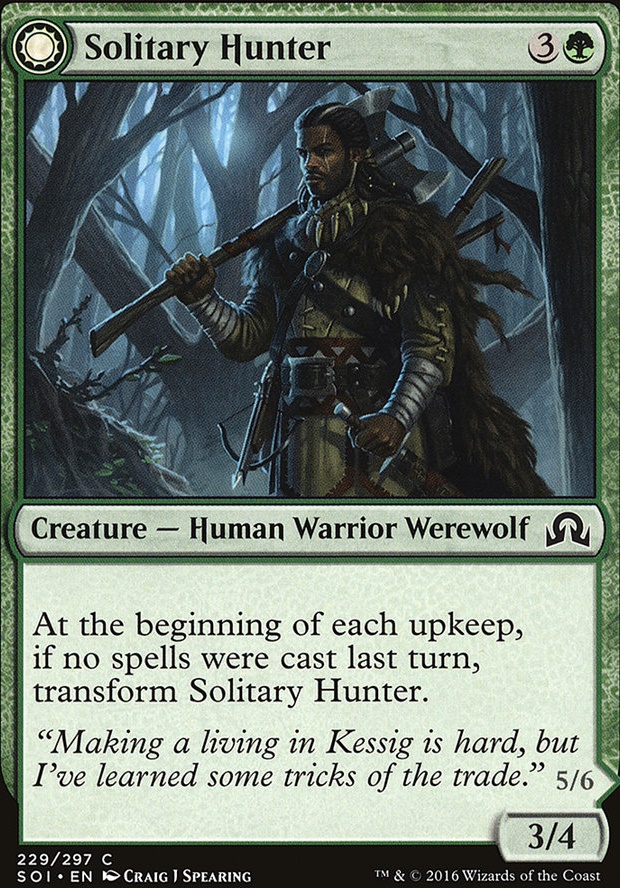 Solitary Hunter 3
Creature — Human Warrior Werewolf
At the beginning of each upkeep,
if no spells were cast last turn,
transform Solitary Hunter.
“Making a living in Kessig is hard, but
I’ve learned some tricks of the trade.” 5/6
3/4
229/297 C
SOI • EN Craig J Spearing
™ & © 2016 Wizards of the Coast